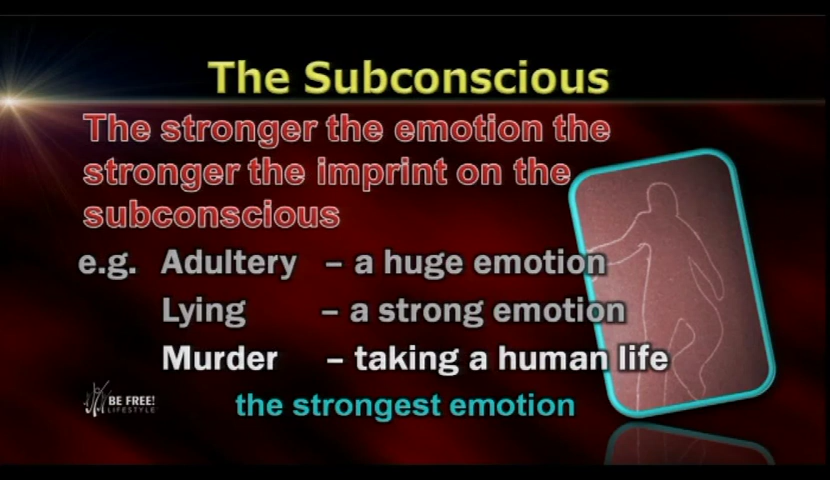 The Subconscious
The stronger the emotion the
stronger the imprint on the
subconscious
e.g. Adultery – a huge emotion
Lying – a strong emotion
Murder – taking a human life
the strongest emotion
BE FREE!
LIFESTYLE